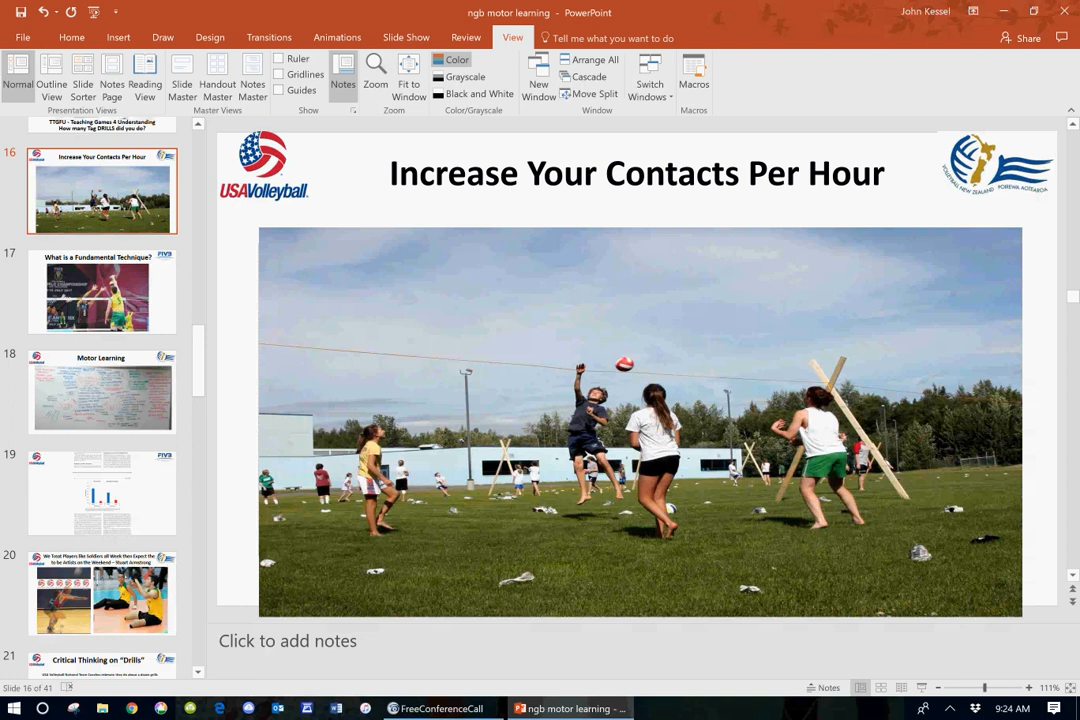 ngb motor learning - PowerPoint
John Kessel
File
Home
Insert
Draw
Design
Transitions
Animations
Slide Show
Review
View
Tell me what you want to do
Share
Normal
Outline View
Slide Sorter
Notes Page
Reading View
Presentation Views
Slide Master
Handout Master
Notes Master
Master Views
Ruler
Gridlines
Guides
Show
Notes
Zoom
Fit to Window
Zoom
Color
Grayscale
Black and White
Color/Grayscale
New Window
Arrange All
Cascade
Move Split
Window
Switch Windows
Macros
Macros
TTGFU - Teaching Games 4 Understanding
How many Tag DRILLS did you do?
16
Increase Your Contacts Per Hour
17
What is a Fundamental Technique?
FIVB
18
Motor Learning
19
FIVB
20
We Treat Players like Soldiers all Week then Expect the
to be Artists on the Weekend – Stuart Armstrong
21
Critical Thinking on “Drills”
USAVolleyball
Increase Your Contacts Per Hour
VOLLEYBALL NEW ZEALAND POIREWA AOTEAROA
Click to add notes
Slide 16 of 41
Notes
111%
FreeConferenceCall
ngb motor learning - ...
9:24 AM